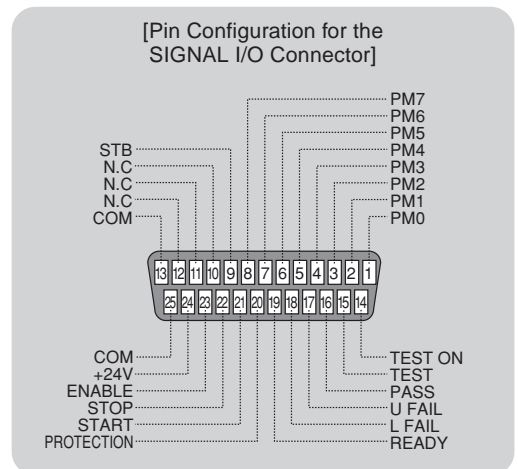 [Pin Configuration for the
SIGNAL I/O Connector]
PM7
PM6
PM5
PM4
PM3
PM2
PM1
PM0
STB
N.C
N.C
N.C
COM
13 12 11 10 9 8 7 6 5 4 3 2 1
25 24 23 22 21 20 19 18 17 16 15 14
COM
+24V
ENABLE
STOP
START
PROTECTION
TEST ON
TEST
PASS
U FAIL
L FAIL
READY